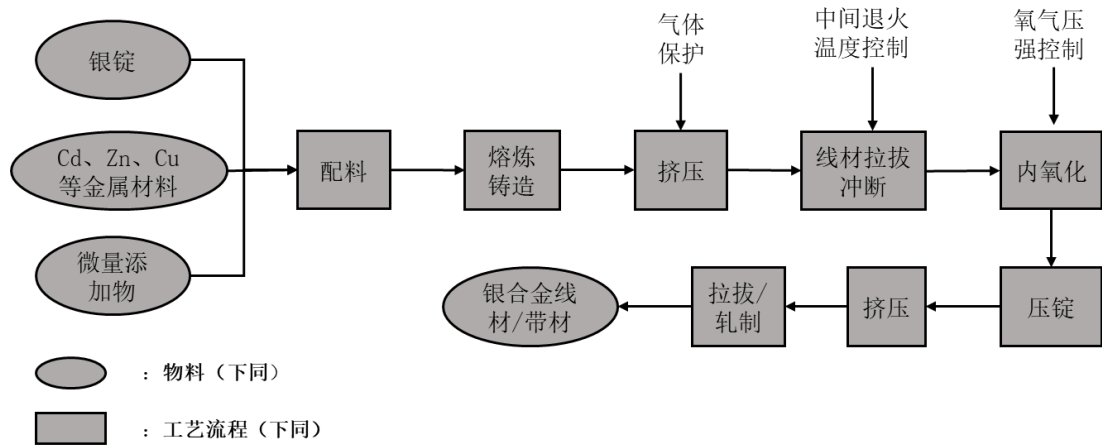 银锭
Cd、Zn、Cu
等金属材料
微量添
加物
配料
熔炼
铸造
气体
保护
挤压
中间退火
温度控制
线材拉拔
冲断
氧气压
强控制
内氧化
压锭
挤压
拉拔/
轧制
银合金线
材/带材
：物料（下同）
：工艺流程（下同）